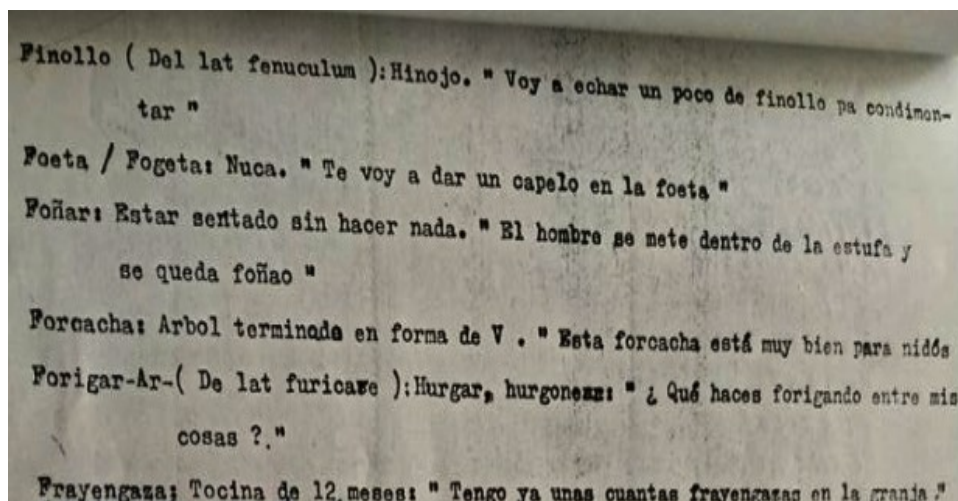 Finollo ( Del lat fenuculum ):Hinojo. " Voy a echar un poco de finollo pa condimen-
tar "
Foeta / Fogeta: Nuca. " Te voy a dar un capelo en la foeta "
Foñar: Estar sentado sin hacer nada. " El hombre se mete dentro de la estufa y
se queda foñao "
Forcacha: Arbol terminado en forma de V . " Esta forcacha está muy bien para nidós
Forigar-Ar-( De lat furicare ):Hurgar, " ¿ Qué haces forigando entre mis
cosas ?."
Frayengaza: Tocina de 12 meses: " Tengo ya unas cuantas frayengazas en la granja."